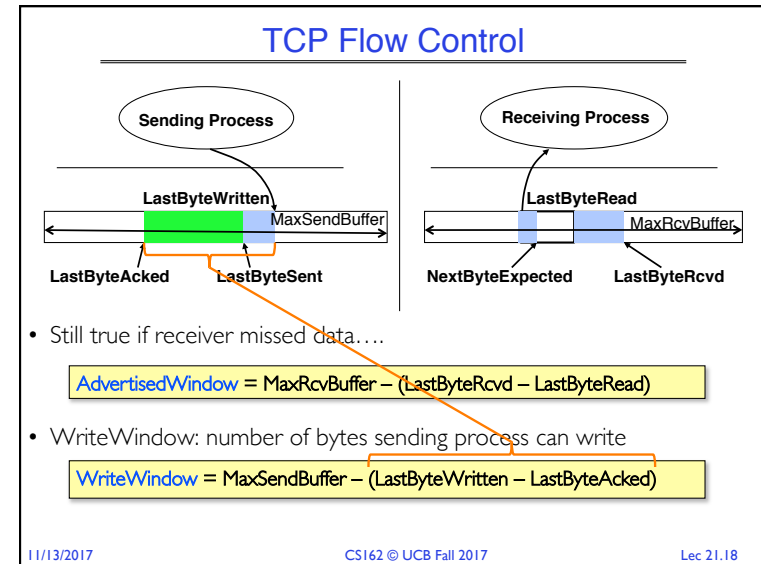 TCP Flow Control
Sending Process
Receiving Process
LastByteWritten
LastByteRead
MaxSendBuffer
MaxRcvBuffer
LastByteAcked
LastByteSent
NextByteExpected
LastByteRcvd
• Still true if receiver missed data….
AdvertisedWindow = MaxRcvBuffer – (LastByteRcvd – LastByteRead)
• WriteWindow: number of bytes sending process can write
WriteWindow = MaxSendBuffer – (LastByteWritten – LastByteAcked)
11/13/2017
CS162 © UCB Fall 2017
Lec 21.18